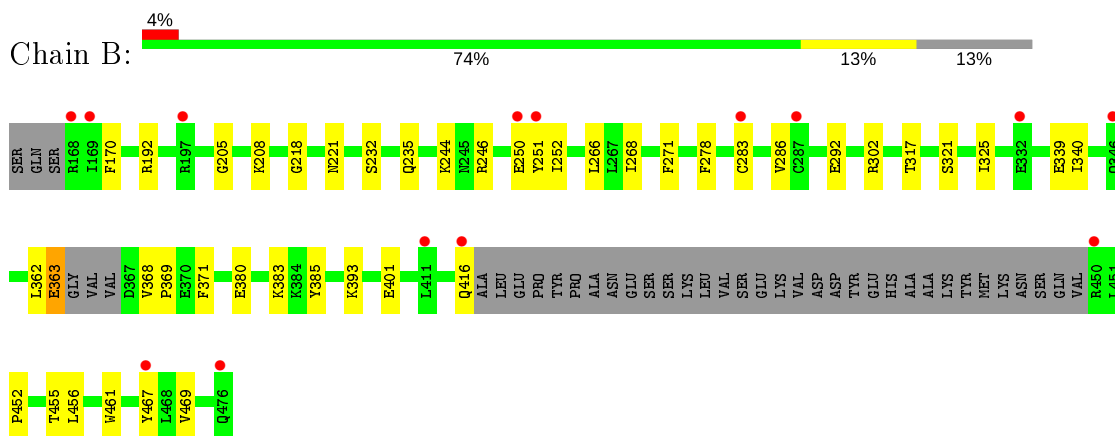 4%
Chain B:
74% 13% 13%
SER GLN SER R168 I169 F170 R192 R197 G205 K208 G218 N221 S232 Q235 K244 N245 R246 E250 Y251 I252 L266 L267 I268 F271 F278 C283 V286 C287 E292 R302 T317 S321 I325 E332 E339 I340 Q346
L362 E363 GLY VAL VAL D367 V368 P369 E370 F371 E380 K383 K384 Y385 K393 E401 L411 Q416 ALA LEU GLU PRO TYR PRO ALA ASN GLU SER SER LYS LEU VAL SER GLU LYS VAL ASP ASP TYR GLU HIS ALA ALA LYS TYR MET LYS ASN SER GLN VAL R450 L451
P452 T455 L456 W461 Y467 L468 V469 Q476